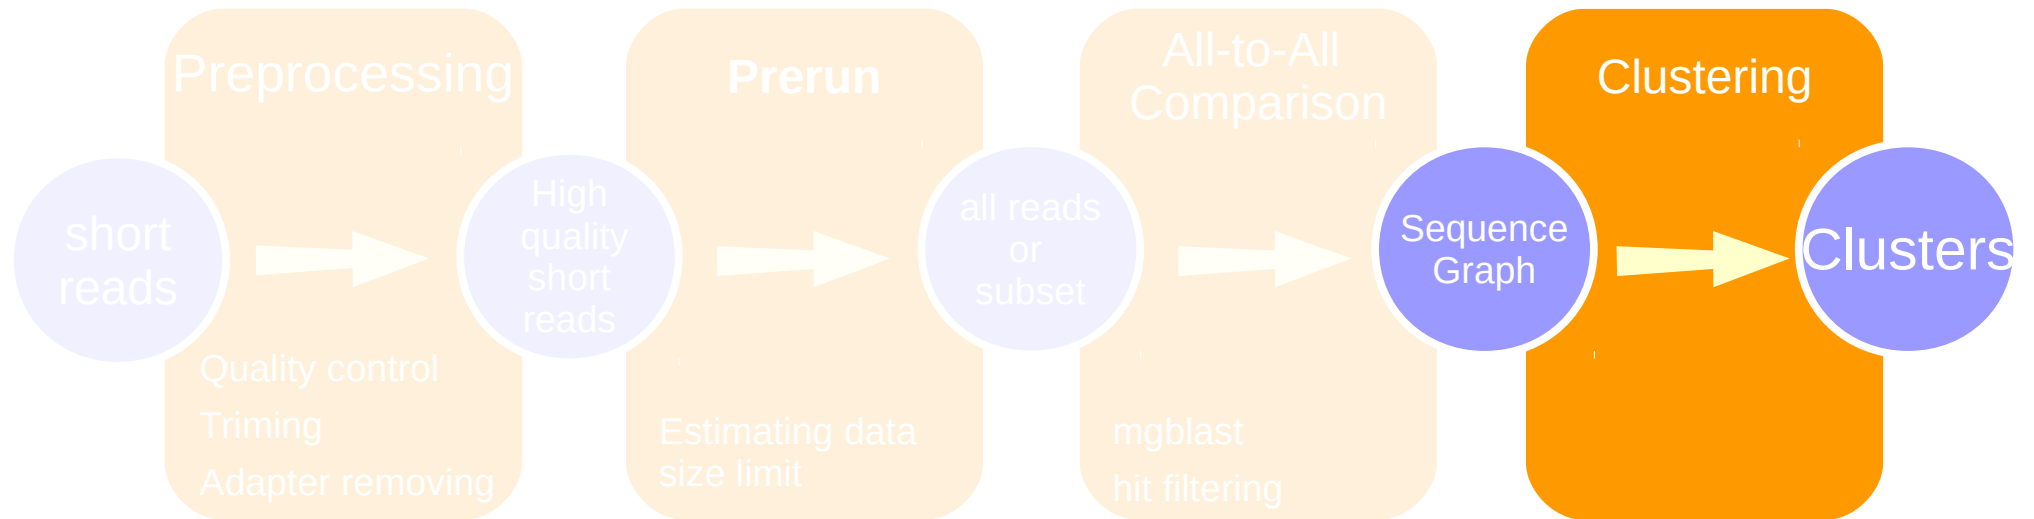 Preprocessing
Prerun
All-to-All
Comparison
Clustering
short
reads
High
quality
short
reads
all reads
or
subset
Sequence
Graph
Clusters
Quality control
Triming
Adapter removing
Estimating data
size limit
mgblast
hit filtering